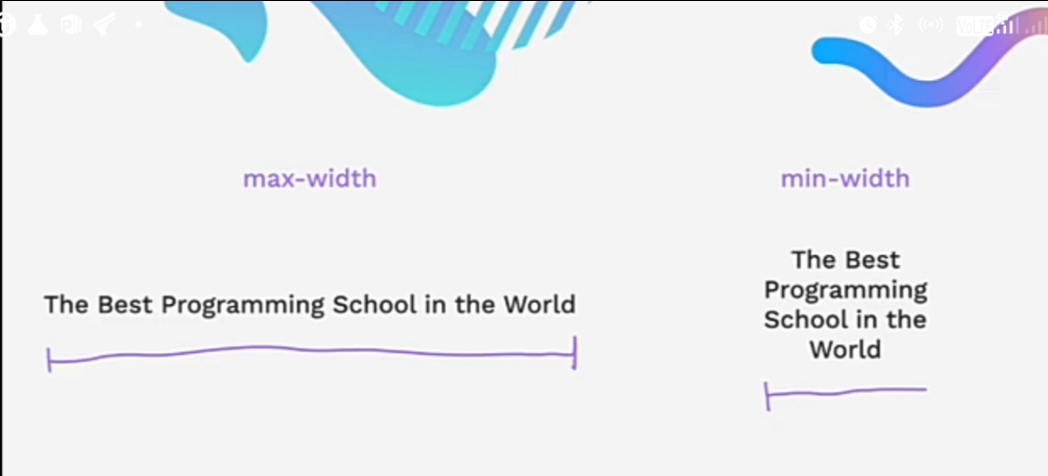 max-width
min-width
The Best Programming School in the World
The Best
Programming
School in the
World